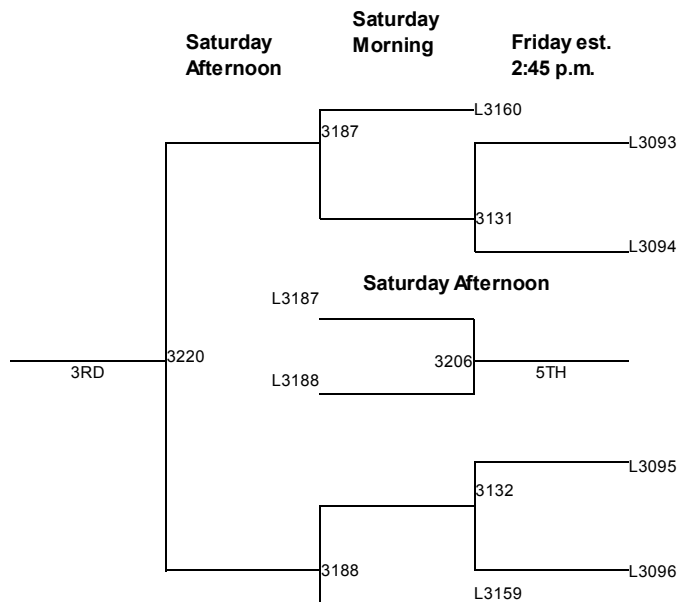 Saturday
Morning
Saturday
Afternoon
Friday est.
2:45 p.m.
L3160
3187
L3093
3131
L3094
Saturday Afternoon
L3187
3220
3206
3RD
L3188
5TH
L3095
3132
3188
L3096
L3159